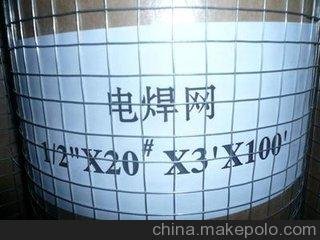 电焊网
1/2"X20# X3'X100'
china.makepolo.com